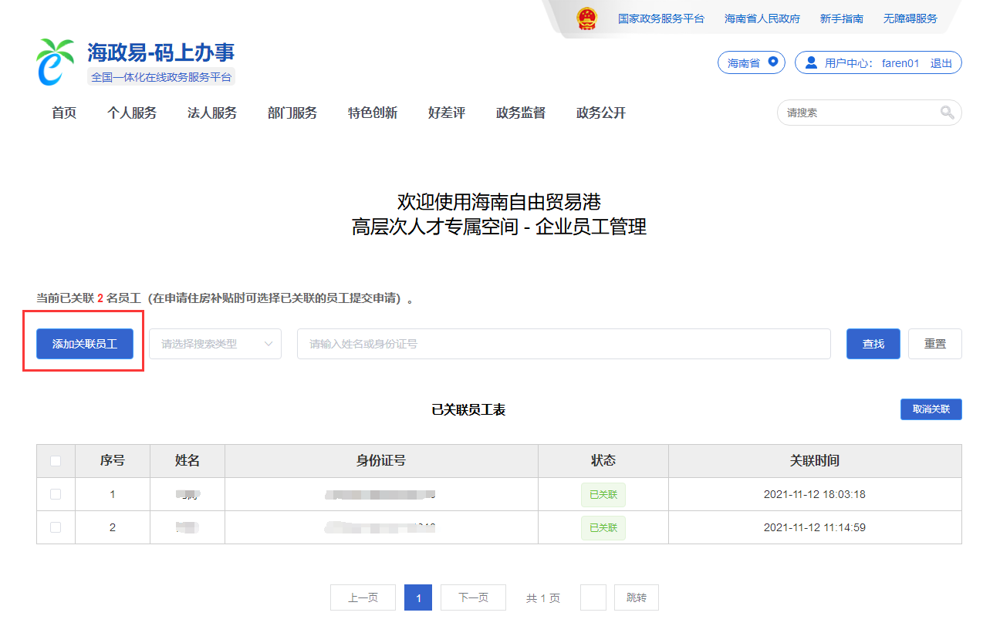 国家政务服务平台 海南省人民政府 新手指南 无障碍服务
海政易-码上办事
全国一体化在线政务服务平台
海南省 用户中心： faren01 退出
首页 个人服务 法人服务 部门服务 特色创新 好差评 政务监督 政务公开 请搜索
欢迎使用海南自由贸易港
高层次人才专属空间 - 企业员工管理
当前已关联 2 名员工（在申请住房补贴时可选择已关联的员工提交申请）。
添加关联员工 请选择搜索类型 请输入姓名或身份证号 查找 重置
已关联员工表 取消关联
序号 姓名 身份证号 状态 关联时间
1 已关联 2021-11-12 18:03:18
2 已关联 2021-11-12 11:14:59
上一页 1 下一页 共 1 页 跳转